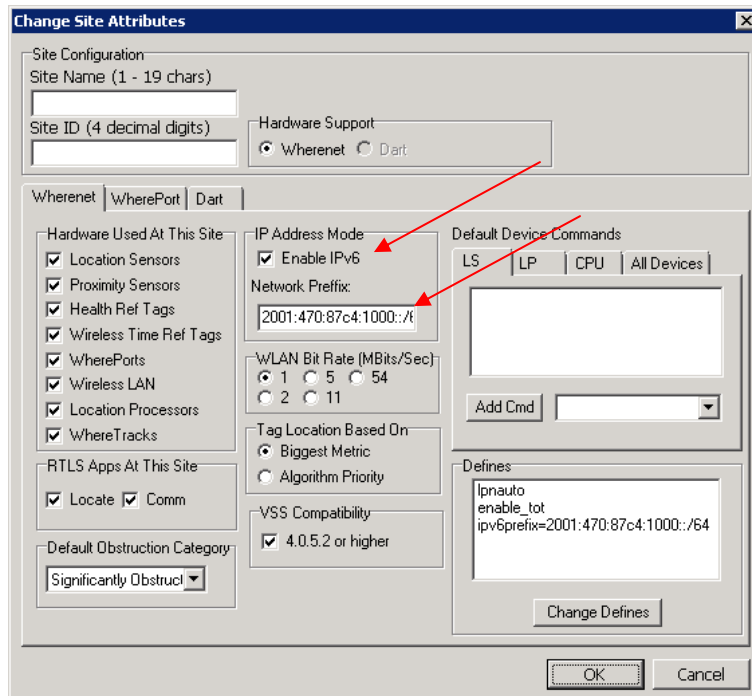 Change Site Attributes
Site Configuration
Site Name (1 - 19 chars)
Site ID (4 decimal digits)
Hardware Support
Wherenet Dart
Wherenet WherePort Dart
Hardware Used At This Site
Location Sensors
Proximity Sensors
Health Ref Tags
Wireless Time Ref Tags
WherePorts
Wireless LAN
Location Processors
WhereTracks
RTLS Apps At This Site
Locate Comm
Default Obstruction Category
Significantly Obstruct
IP Address Mode
Enable IPv6
Network Preffix:
2001:470:87c4:1000::/6
WLAN Bit Rate (MBits/Sec)
1 5 54
2 11
Tag Location Based On
Biggest Metric
Algorithm Priority
VSS Compatibility
4.0.5.2 or higher
Default Device Commands
LS LP CPU All Devices
Add Cmd
Defines
lpnauto
enable_tot
ipv6prefix=2001:470:87c4:1000::/64
Change Defines
OK Cancel